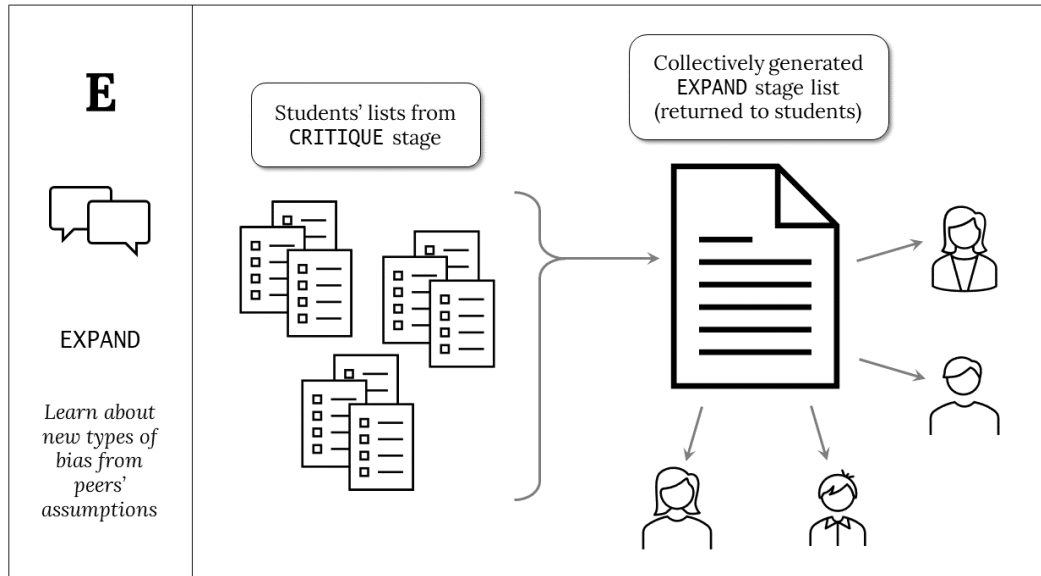 E
EXPAND
Learn about
new types of
bias from
peers’
assumptions
Students’ lists from
CRITIQUE stage
Collectively generated
EXPAND stage list
(returned to students)